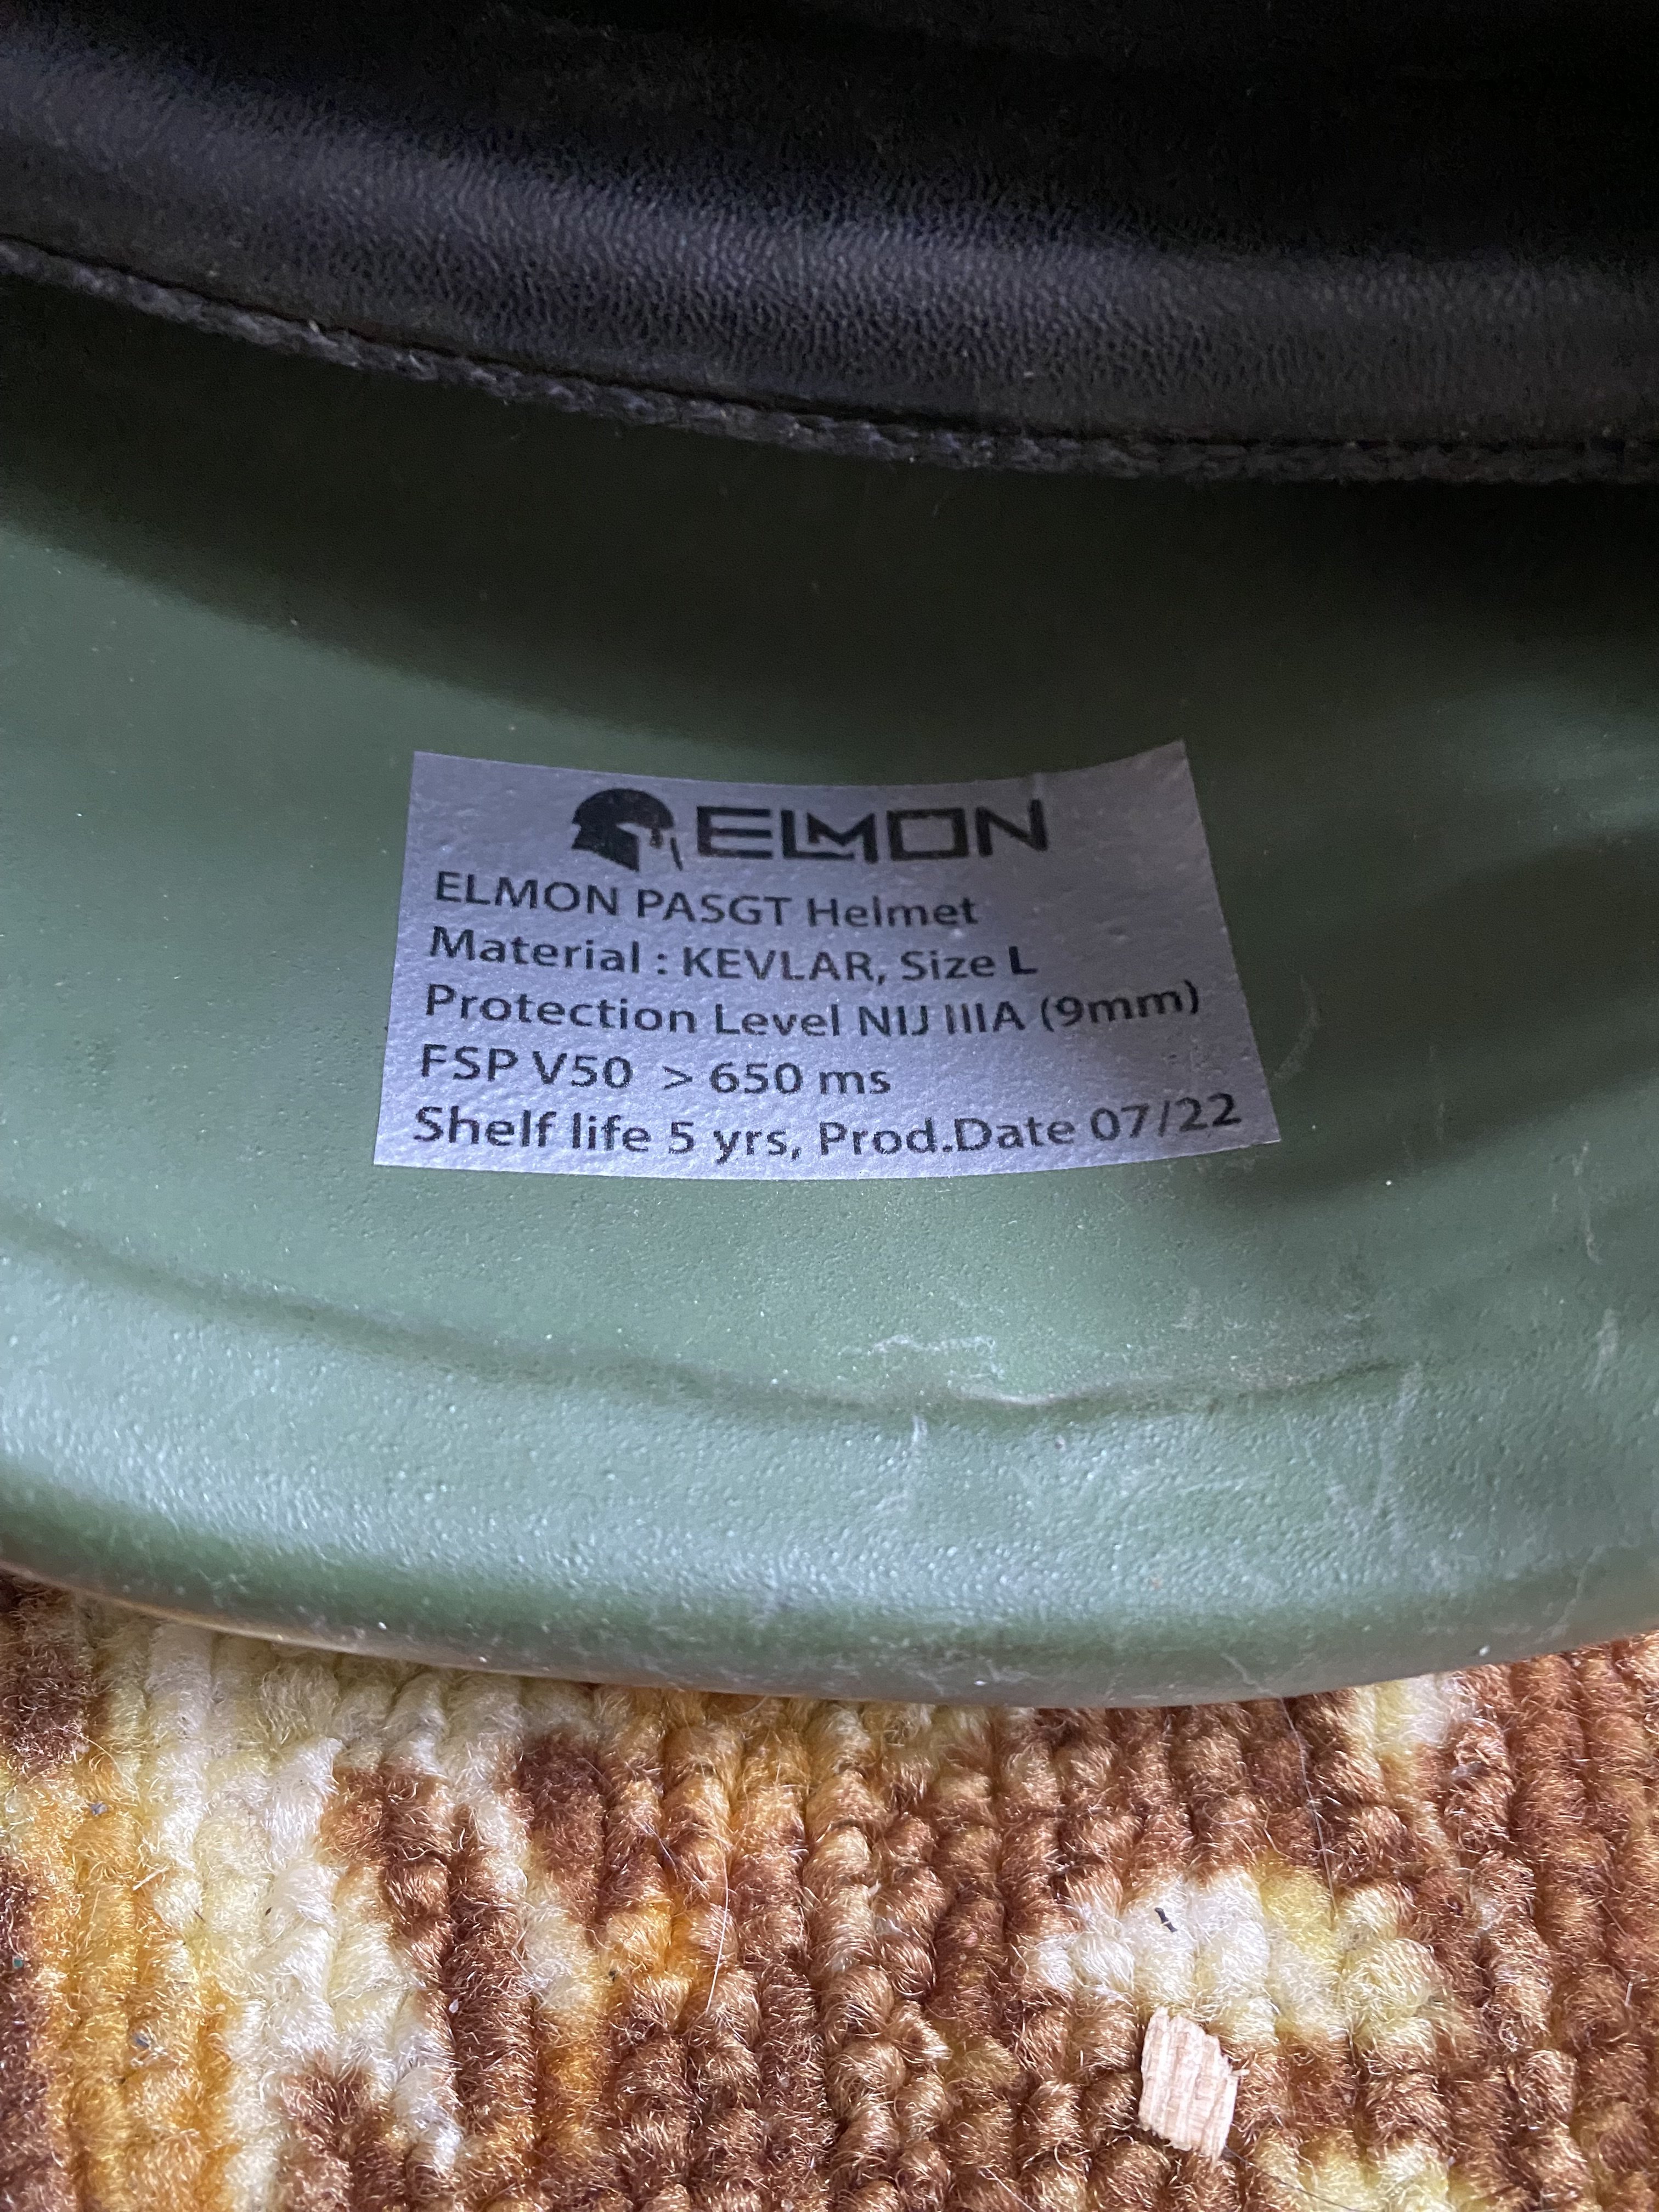 ELMON
ELMON PASGT Helmet
Material : KEVLAR, Size L
Protection Level NIJ IIIA (9mm)
FSP V50 > 650 ms
Shelf life 5 yrs, Prod.Date 07/22